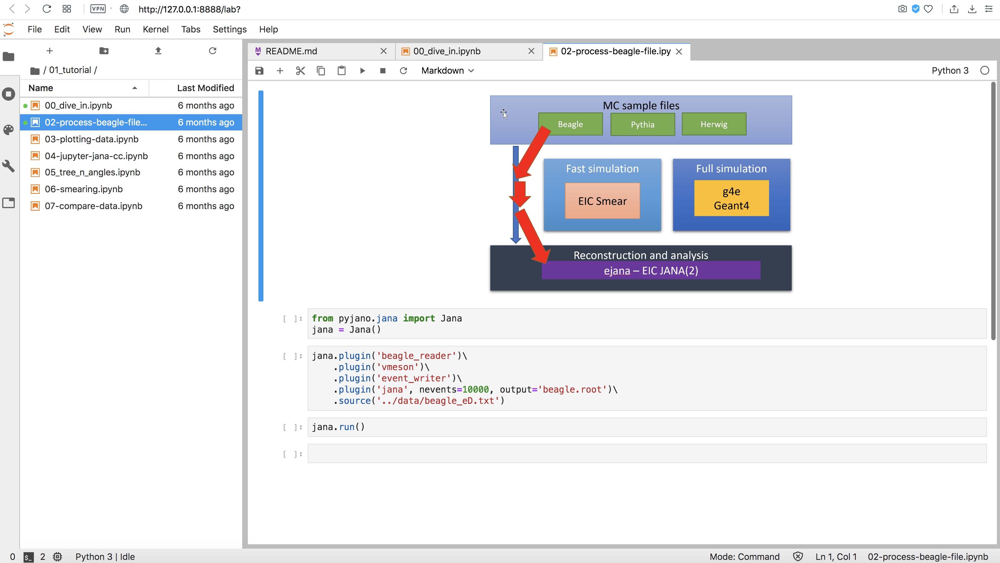 VPN
http://127.0.0.1:8888/lab?
File Edit View Run Kernel Tabs Settings Help
/ 01_tutorial /
Name Last Modified
00_dive_in.ipynb 6 months ago
02-process-beagle-file... 6 months ago
03-plotting-data.ipynb 6 months ago
04-jupyter-jana-cc.ipynb 6 months ago
05_tree_n_angles.ipynb 6 months ago
06-smearing.ipynb 6 months ago
07-compare-data.ipynb 6 months ago
M README.md 00_dive_in.ipynb 02-process-beagle-file.ipy
Markdown Python 3
MC sample files
Beagle Pythia Herwig
Fast simulation Full simulation
EIC Smear
g4e
Geant4
Reconstruction and analysis
ejana – EIC JANA(2)
[ ]: from pyjano.jana import Jana
jana = Jana()
[ ]: jana.plugin('beagle_reader')\
.plugin('vmeson')\
.plugin('event_writer')\
.plugin('jana', nevents=10000, output='beagle.root')\
.source('../data/beagle_eD.txt')
[ ]: jana.run()
[ ]:
0 $_ 2 Python 3 | Idle Mode: Command Ln 1, Col 1 02-process-beagle-file.ipynb